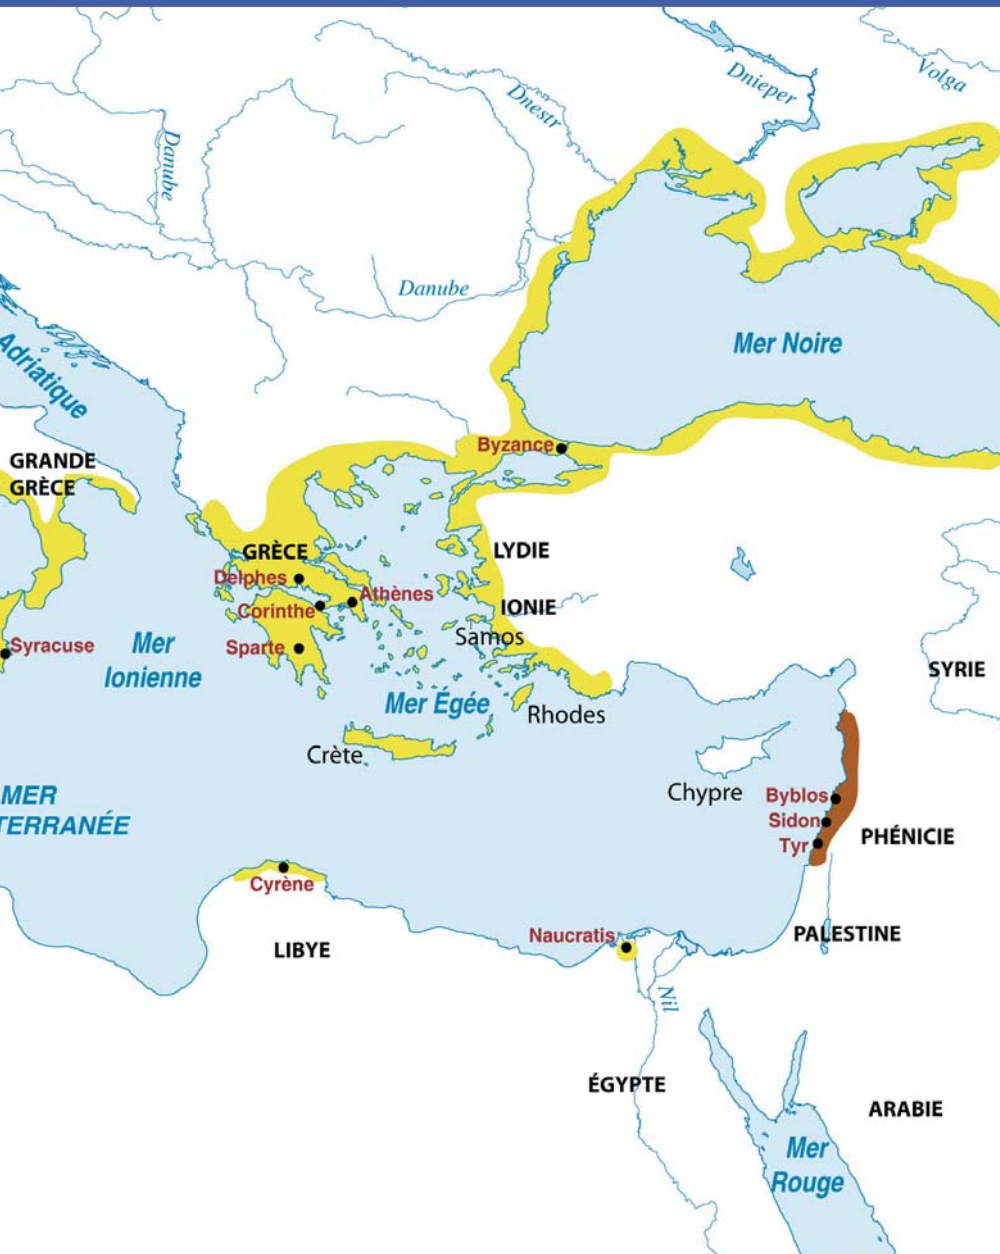 Volga
Dnieper
Dnestr
Danube
Danube
Mer Noire
Adriatique
GRANDE
GRÈCE
Byzance
GRÈCE
LYDIE
Delphes
Athènes
Corinthe
IONIE
Samos
Sparte
Syracuse
Mer
Ionienne
Mer Égée
Rhodes
SYRIE
Crète
Chypre
MER
TERRANÉE
Byblos
Sidon
Tyr
PHÉNICIE
Cyrène
LIBYE
Naucratis
PALESTINE
Nil
ÉGYPTE
ARABIE
Mer
Rouge